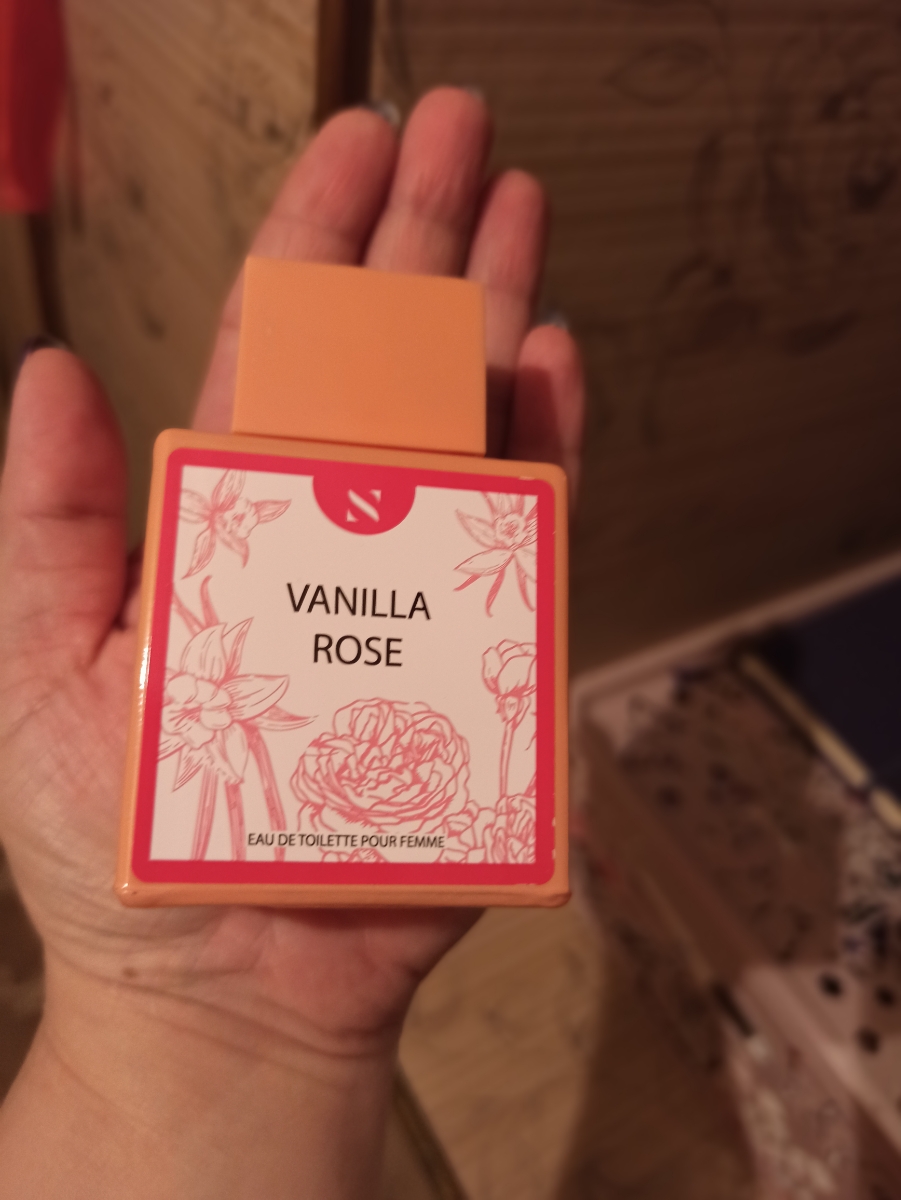 S
VANILLA
ROSE
EAU DE TOILETTE POUR FEMME